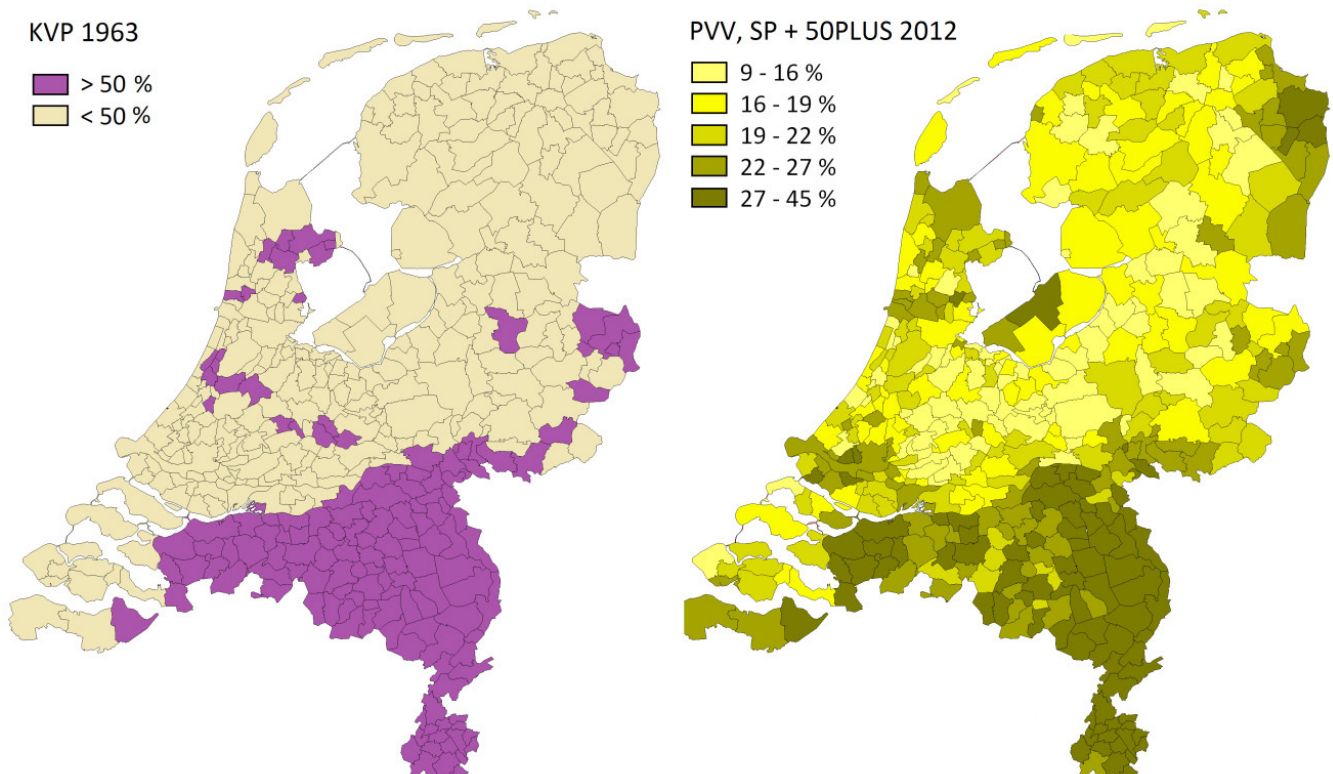 KVP 1963
> 50 %
< 50 %
PVV, SP + 50PLUS 2012
9 - 16 %
16 - 19 %
19 - 22 %
22 - 27 %
27 - 45 %